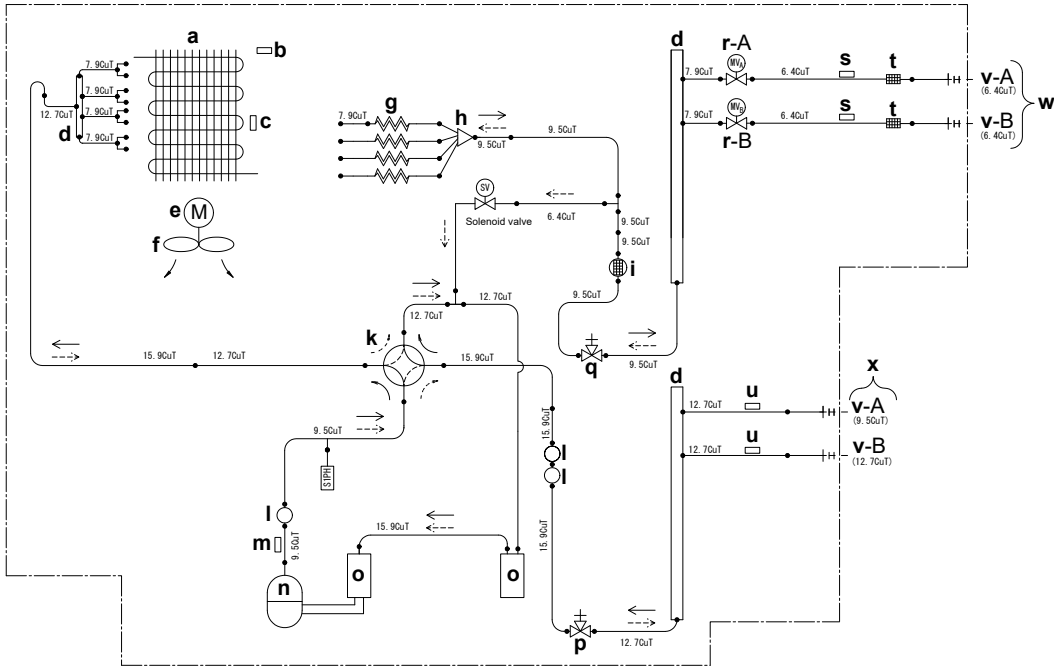 a
b
7.9CuT
7.9CuT
7.9CuT
7.9CuT
12.7CuT
d
c
e
M
f
g
7.9CuT
h
9.5CuT
9.5CuT
SV
Solenoid valve
6.4CuT
9.5CuT
9.5CuT
i
9.5CuT
q
9.5CuT
d
r-A
MVA
7.9CuT
6.4CuT
s
t
v-A
(6.4CuT)
w
7.9CuT
MVB
r-B
6.4CuT
s
t
v-B
(6.4CuT)
12.7CuT
12.7CuT
k
15.9CuT
12.7CuT
15.9CuT
15.9CuT
l
l
15.9CuT
9.5CuT
S1PH
l
m
9.5CuT
n
15.9CuT
o
o
p
12.7CuT
d
12.7CuT
u
x
v-A
(9.5CuT)
12.7CuT
u
v-B
(12.7CuT)